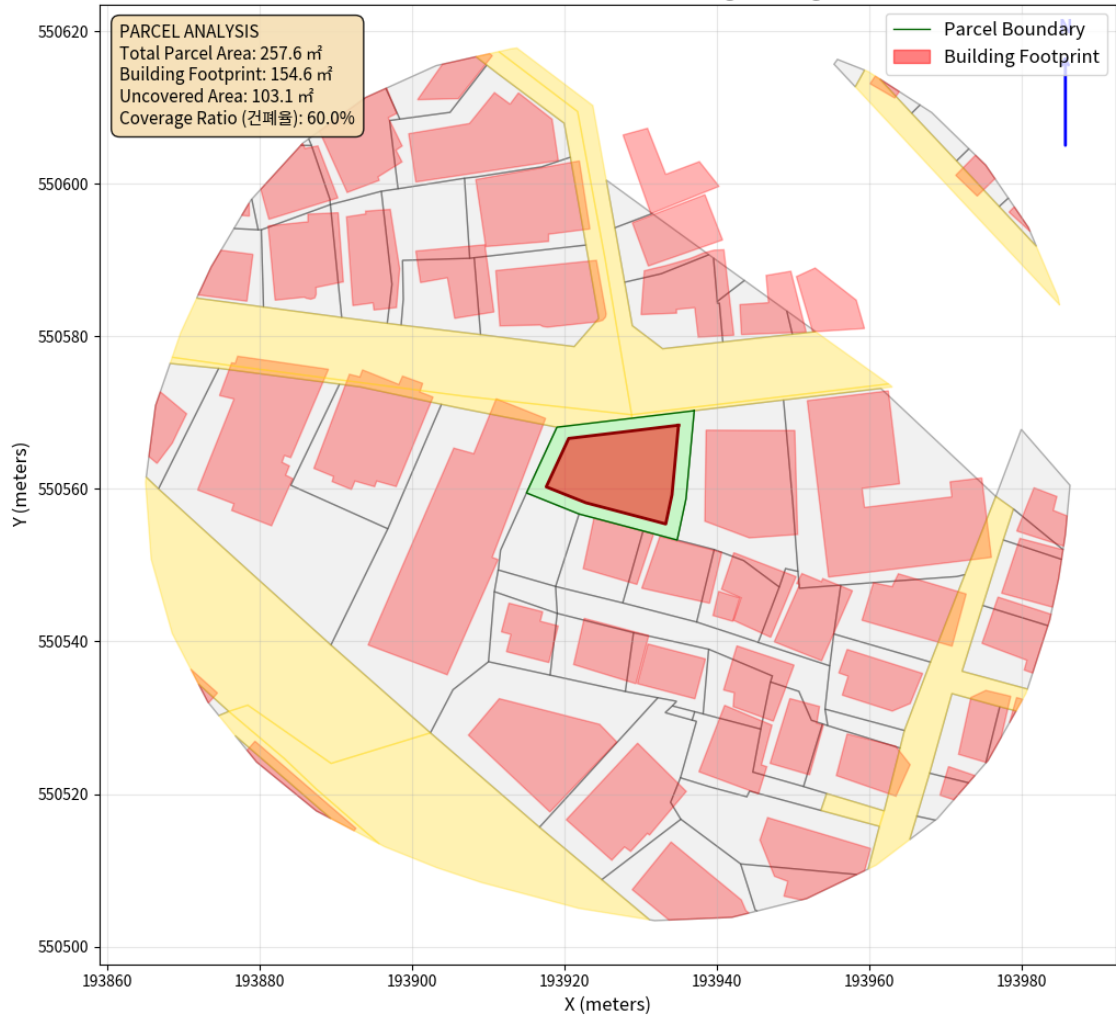 PARCEL ANALYSIS
Total Parcel Area: 257.6 ㎡
Building Footprint: 154.6 ㎡
Uncovered Area: 103.1 ㎡
Coverage Ratio (건폐율): 60.0%
Parcel Boundary
Building Footprint
Y (meters)
550620
550600
550580
550560
550540
550520
550500
193860 193880 193900 193920 193940 193960 193980
X (meters)